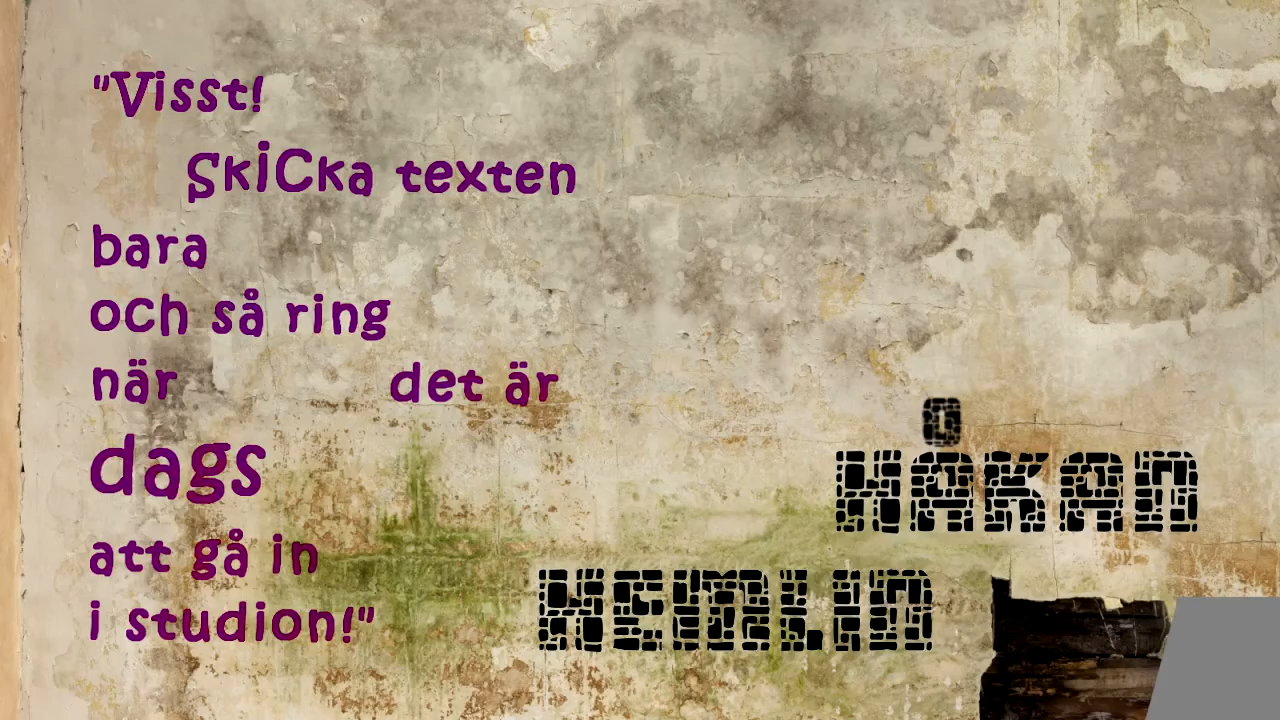 "Visst!
SkiCka texten
bara
och så ring
när det är
dags
att gå in
i studion!"
HÅKAN
HEMLIN